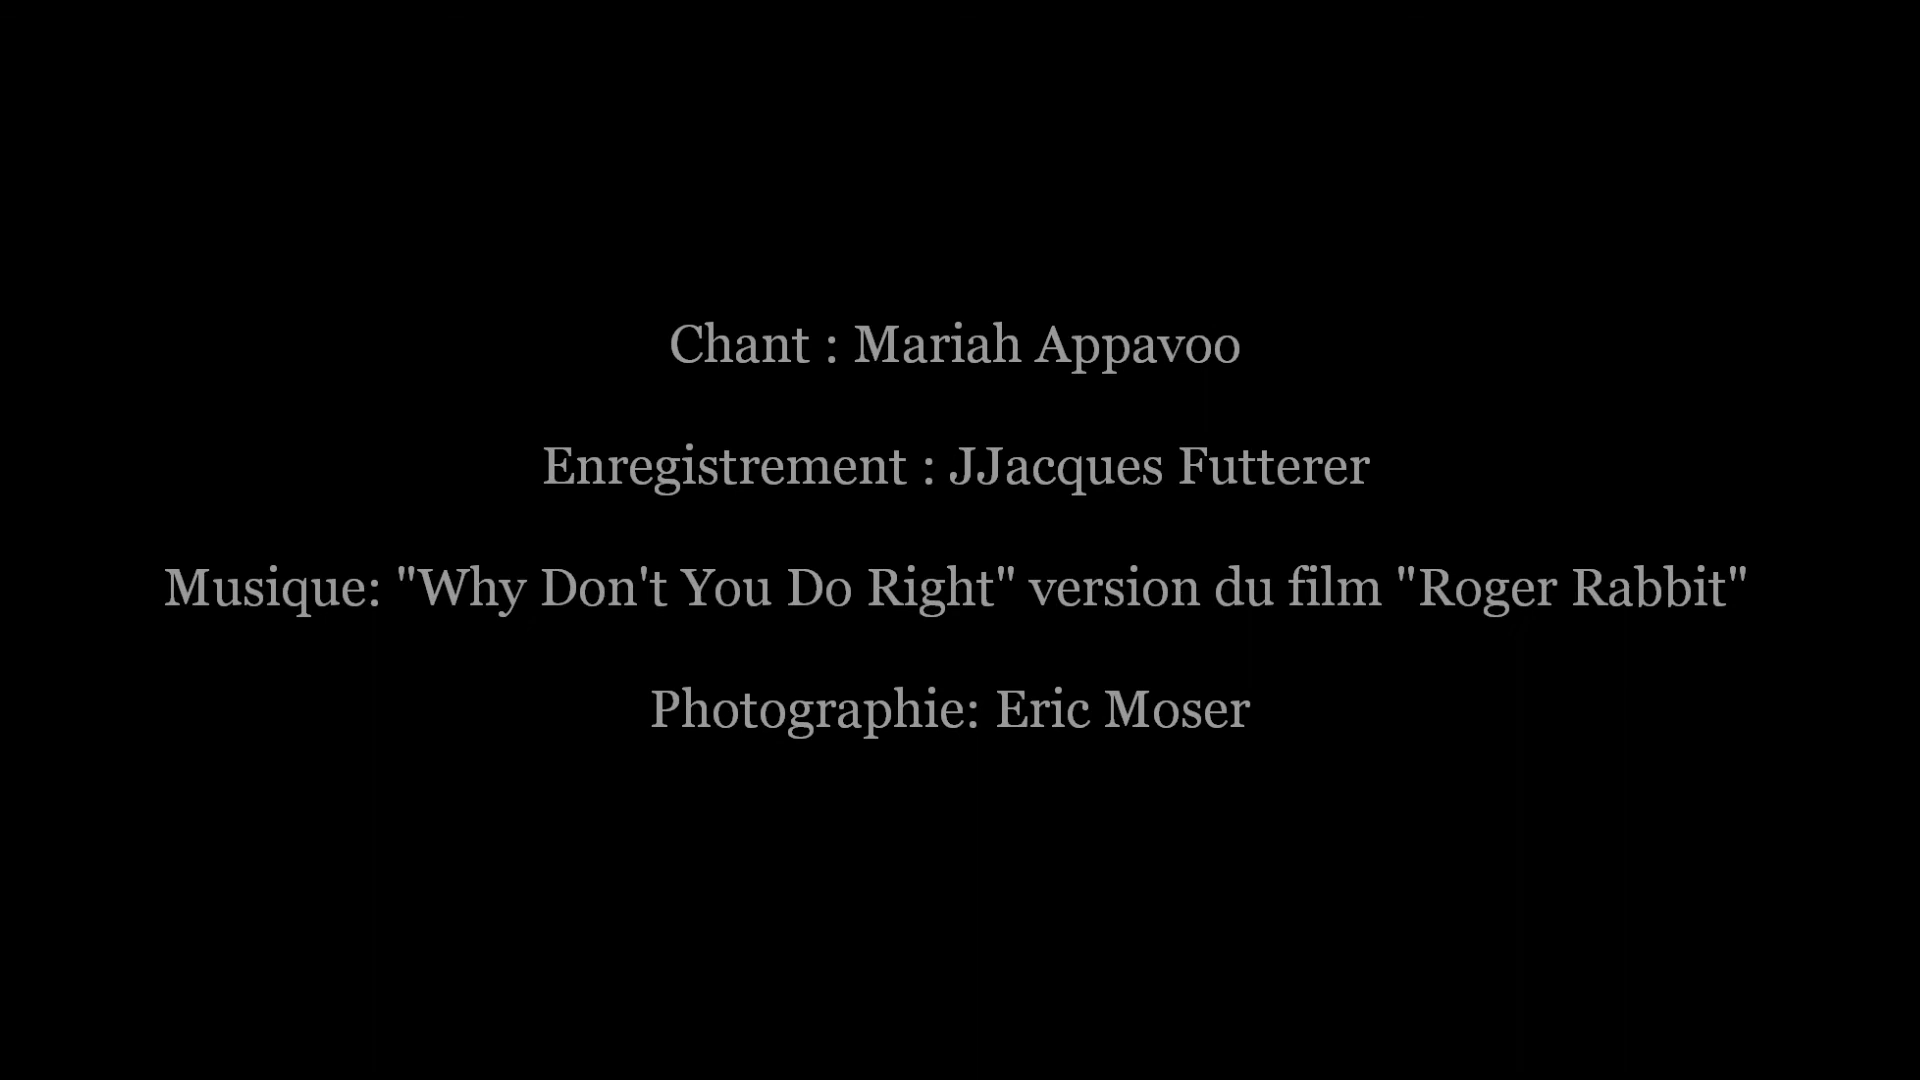 Chant : Mariah Appavoo
Enregistrement : JJacques Futterer
Musique: "Why Don't You Do Right" version du film "Roger Rabbit"
Photographie: Eric Moser